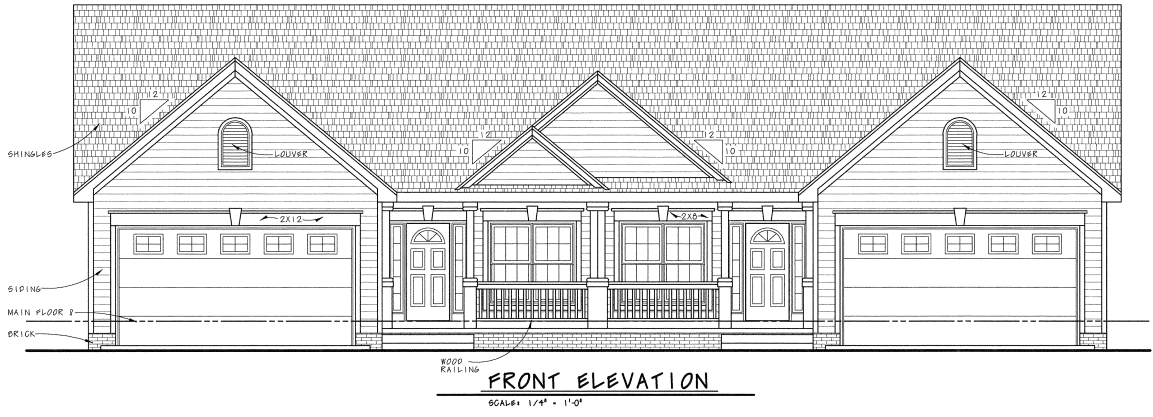 12
10
12
10
12
10
12
10
SHINGLES
LOUVER
LOUVER
2X12
2X8
SIDING
MAIN FLOOR
BRICK
WOOD
RAILING
FRONT ELEVATION
SCALE: 1/4" = 1'-0"